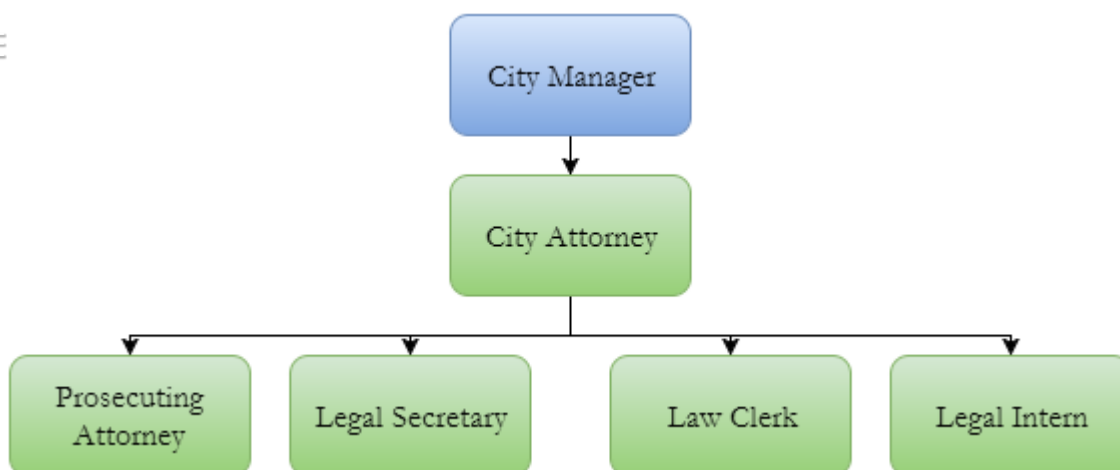 City Manager
City Attorney
Prosecuting
Attorney
Legal Secretary
Law Clerk
Legal Intern